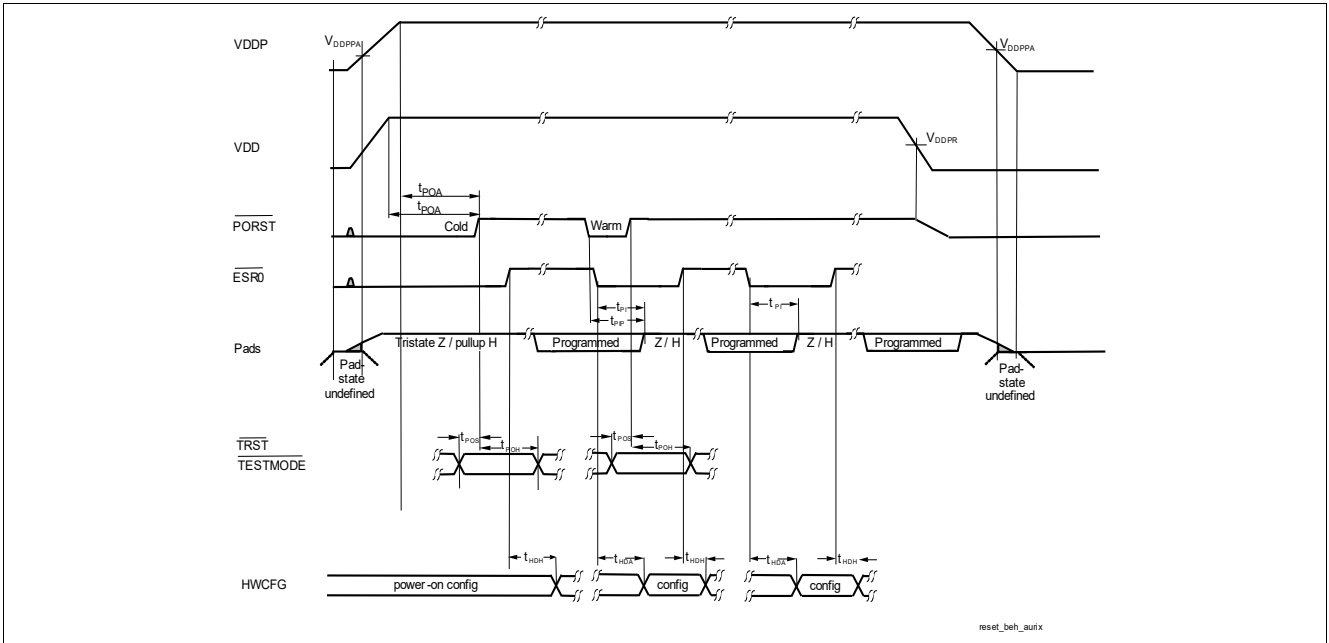 VDDP
VDDPPA
VDDPPA
VDD
VDDPR
tPOA
tPOA
PORST
Cold
Warm
ESR0
tPI
tPI
tPIP
Pads
Tristate Z / pullup H
Programmed
Z / H
Programmed
Z / H
Programmed
Pad-
state
undefined
Pad-
state
undefined
TRST
TESTMODE
tPOS
tPOH
tPOS
tPOH
tHDH
tHDA
tHDH
tHDA
tHDH
HWCFG
power-on config
config
config
reset_beh_aurix